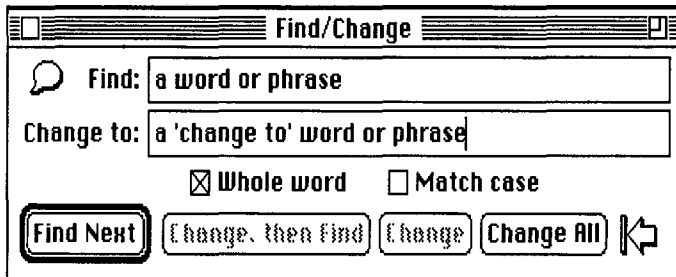 Find/Change
Find: a word or phrase
Change to: a 'change to' word or phrase
Whole word Match case
Find Next Change, then Find Change Change All